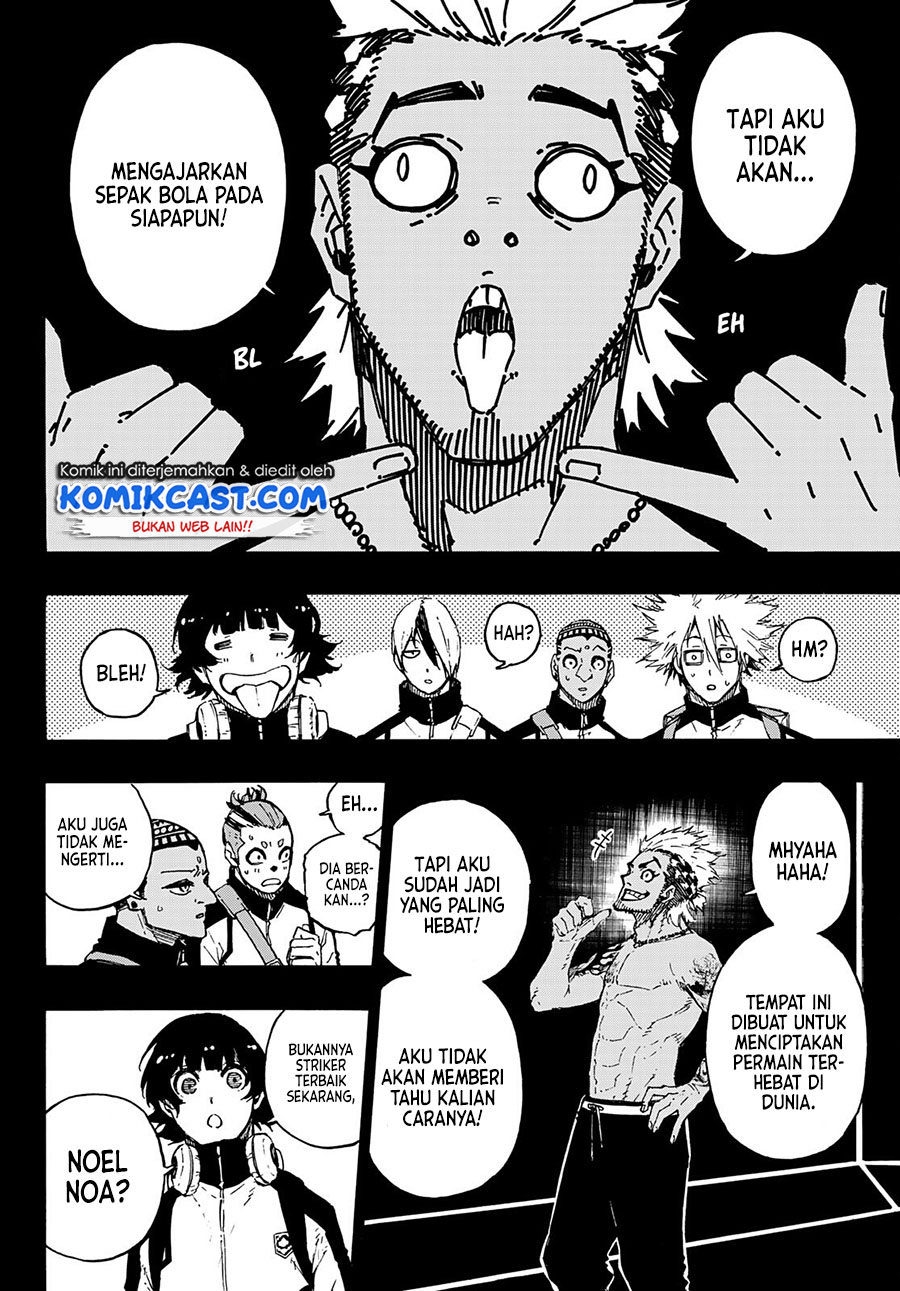 TAPI AKU
TIDAK
AKAN...
MENGAJARKAN
SEPAK BOLA PADA
SIAPAPUN!
BL
EH
Komik ini diterjemahkan & diedit oleh
KOMIKCAST.COM
BUKAN WEB LAIN!!
HM?
HAH?
BLEH!
MHYAHA
HAHA!
TEMPAT INI
DIBUAT UNTUK
MENCIPTAKAN
PERMAIN TER-
HEBAT DI
DUNIA.
TAPI AKU
SUDAH JADI
YANG PALING
HEBAT!
AKU TIDAK
AKAN MEMBERI
TAHU KALIAN
CARANYA!
EH...
DIA BER-
CANDA
KAN...?
AKU JUGA
TIDAK ME-
NGERTI...
BUKANNYA
STRIKER
TERBAIK
SEKARANG,
NOEL
NOA?